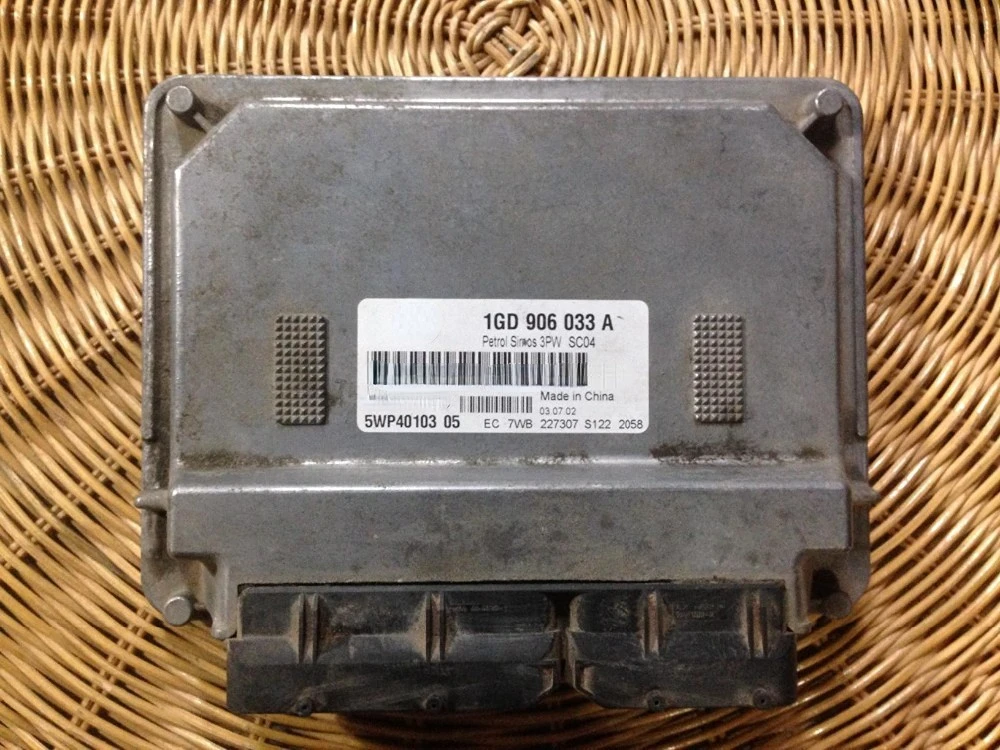 1GD 906 033 A
Petrol Simos 3PW SC04
Made in China
03.07.02
5WP40103 05 EC 7WB 227307 S122 2058